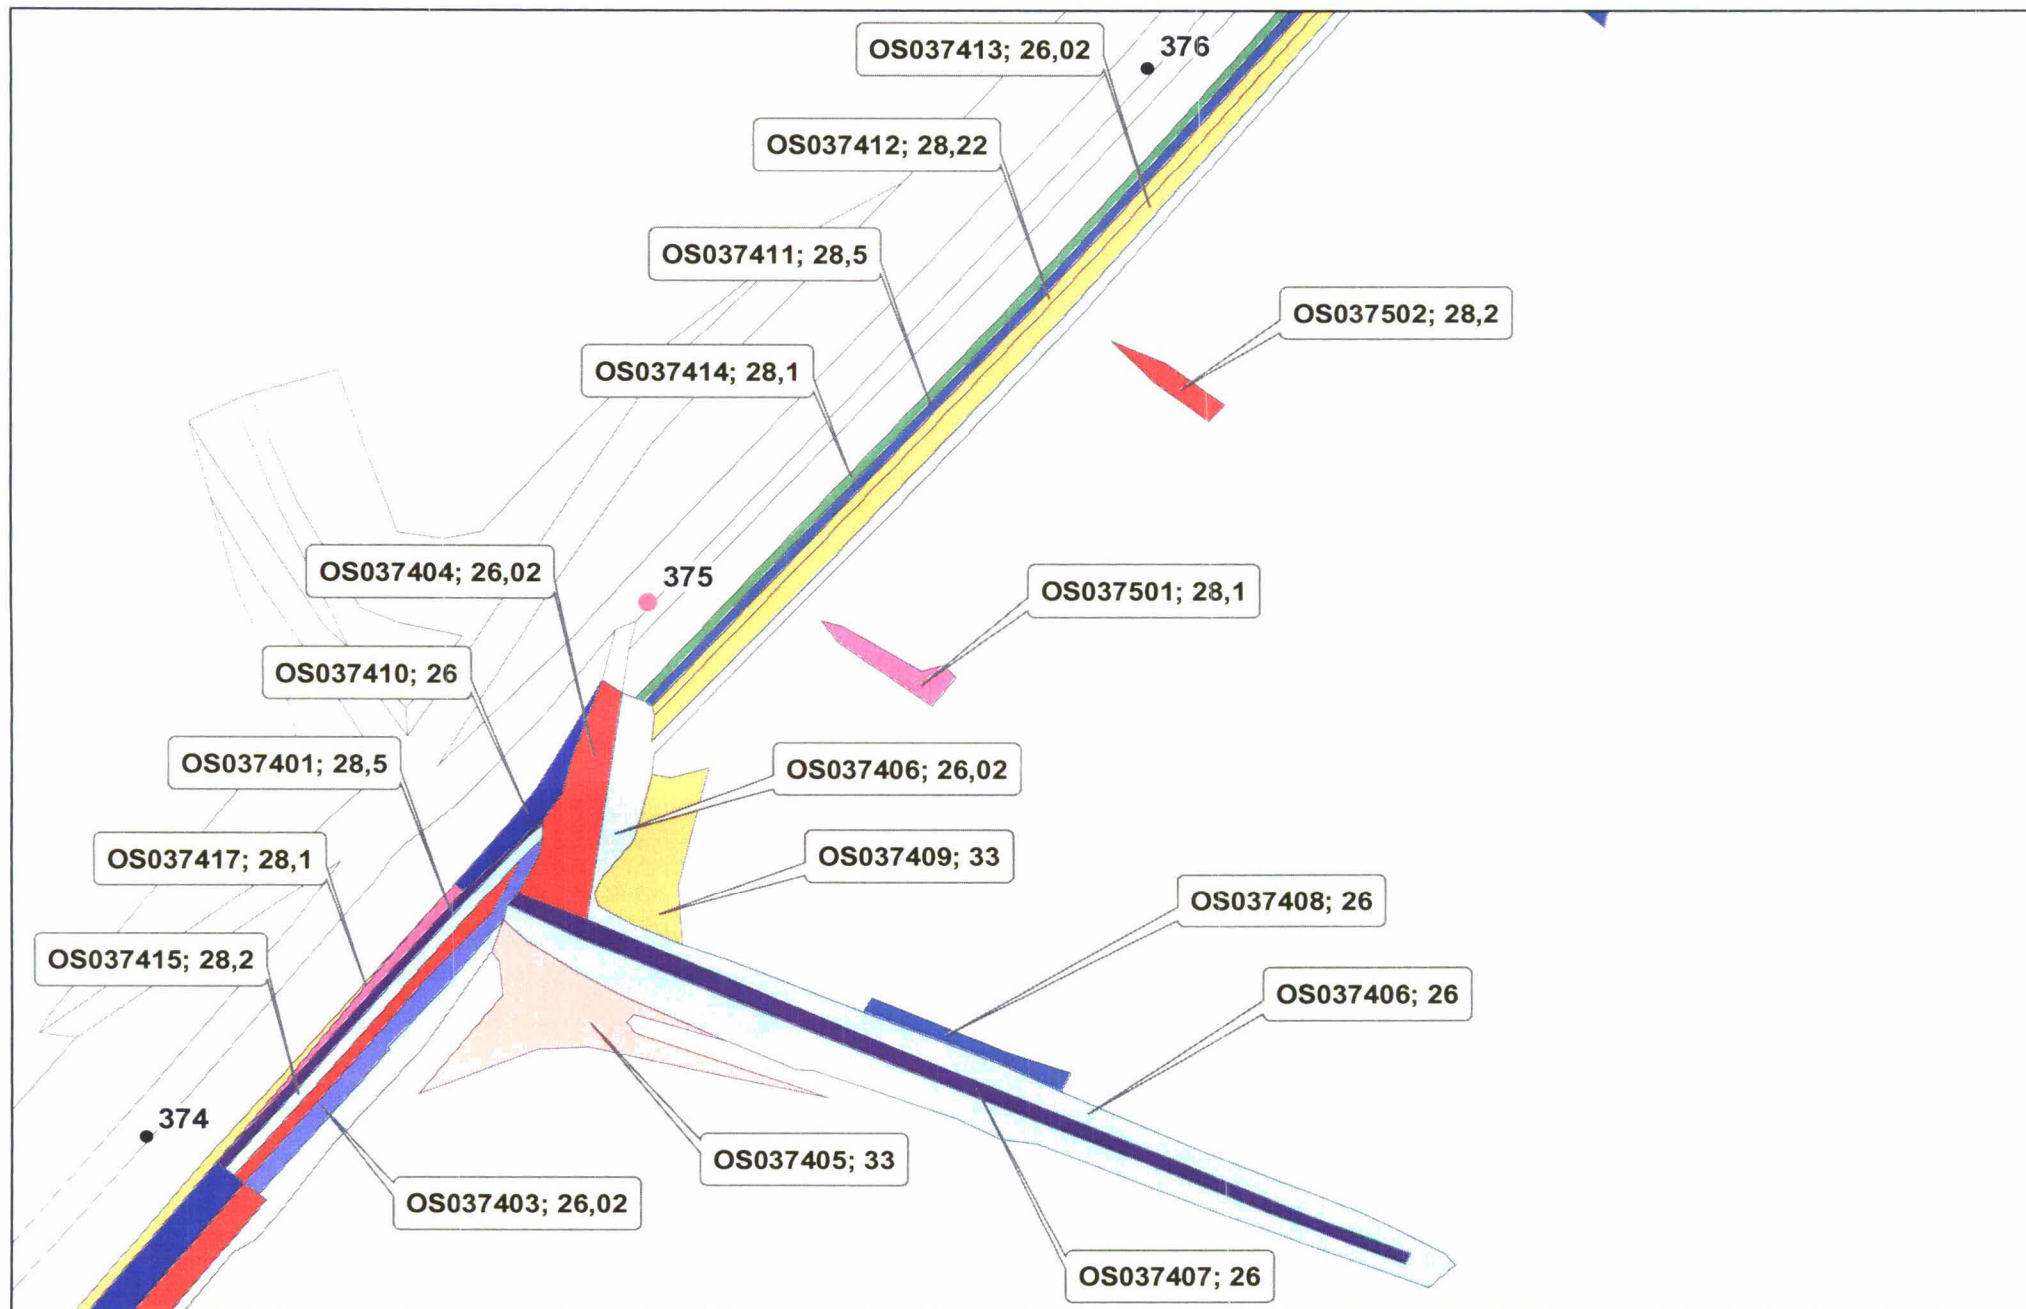 OS037413; 26,02
376
OS037412; 28,22
OS037411; 28,5
OS037502; 28,2
OS037414; 28,1
OS037404; 26,02
375
OS037501; 28,1
OS037410; 26
OS037401; 28,5
OS037406; 26,02
OS037417; 28,1
OS037409; 33
OS037408; 26
OS037415; 28,2
OS037406; 26
374
OS037405; 33
OS037403; 26,02
OS037407; 26